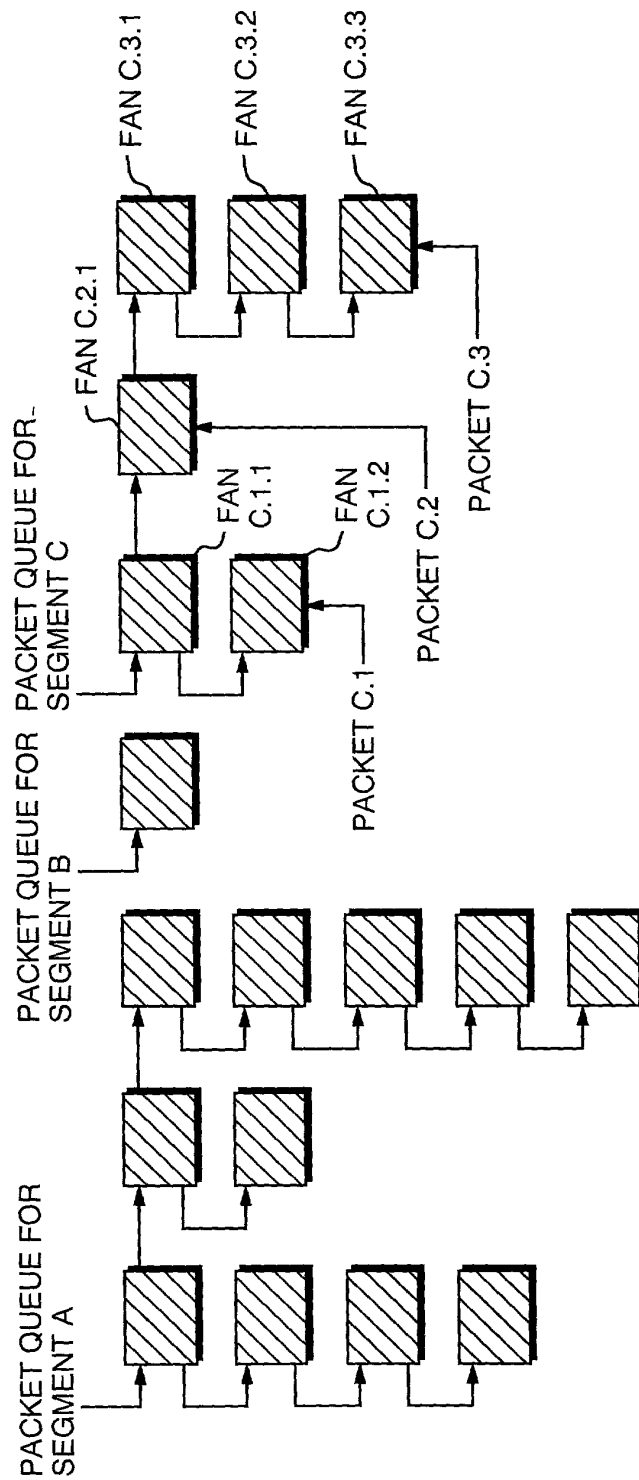 PACKET QUEUE FOR
SEGMENT A
PACKET QUEUE FOR
SEGMENT B
PACKET QUEUE FOR
SEGMENT C
FAN C.1.1
FAN C.1.2
FAN C.2.1
FAN C.3.1
FAN C.3.2
FAN C.3.3
PACKET C.1
PACKET C.2
PACKET C.3